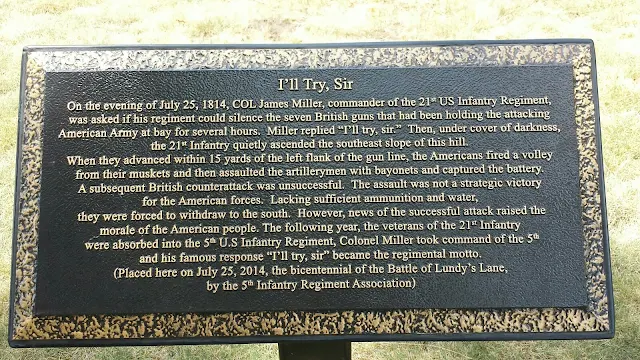 I'll Try, Sir
On the evening of July 25, 1814, COL James Miller, commander of the 21st US Infantry Regiment,
was asked if his regiment could silence the seven British guns that had been holding the attacking
American Army at bay for several hours. Miller replied "I'll try, sir." Then, under cover of darkness,
the 21st Infantry quietly ascended the southeast slope of this hill.
When they advanced within 15 yards of the left flank of the gun line, the Americans fired a volley
from their muskets and then assaulted the artillerymen with bayonets and captured the battery.
A subsequent British counterattack was unsuccessful. The assault was not a strategic victory
for the American forces. Lacking sufficient ammunition and water,
they were forced to withdraw to the south. However, news of the successful attack raised the
morale of the American people. The following year, the veterans of the 21st Infantry
were absorbed into the 5th U.S Infantry Regiment, Colonel Miller took command of the 5th
and his famous response "I'll try, sir" became the regimental motto.
(Placed here on July 25, 2014, the bicentennial of the Battle of Lundy's Lane,
by the 5th Infantry Regiment Association)